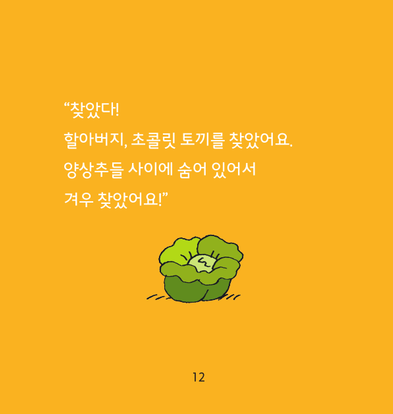 “찾았다!
할아버지, 초콜릿 토끼를 찾았어요.
양상추들 사이에 숨어 있어서
겨우 찾았어요!”
12